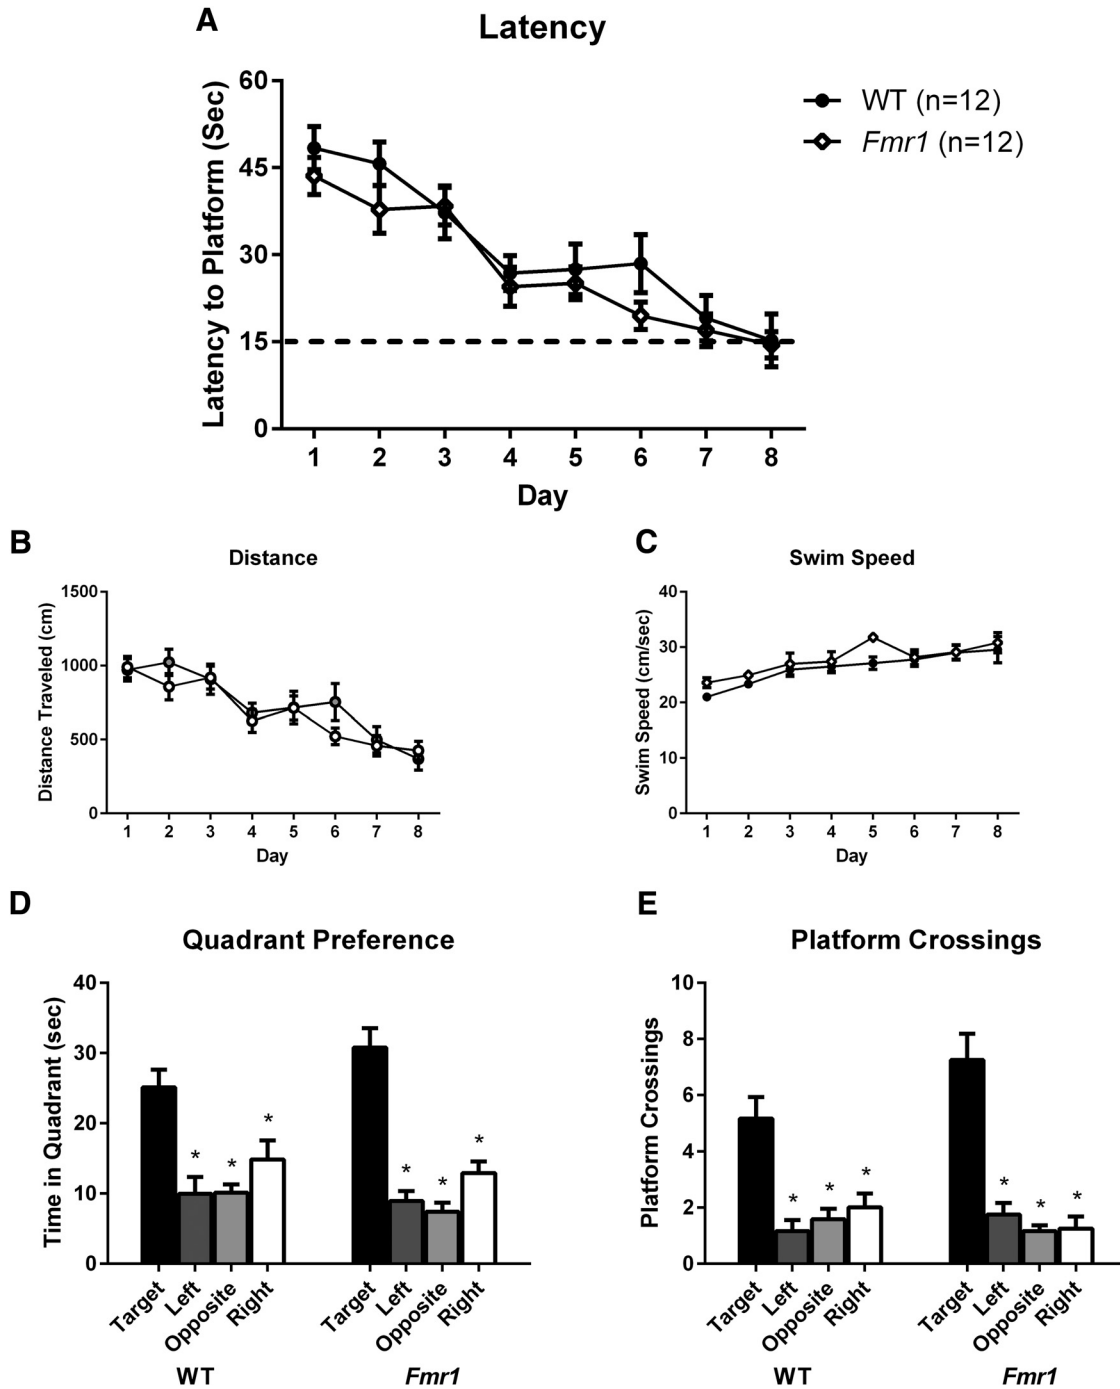 A
Latency
Latency to Platform (Sec)
60
45
30
15
0
1 2 3 4 5 6 7 8
Day
WT (n=12)
Fmr1 (n=12)
B
Distance
Distance Traveled (cm)
1500
1000
500
0
1 2 3 4 5 6 7 8
Day
C
Swim Speed
Swim Speed (cm/sec)
40
30
20
10
0
1 2 3 4 5 6 7 8
Day
D
Quadrant Preference
Time in Quadrant (sec)
40
30
20
10
0
* * * * * *
Target Left Opposite Right Target Left Opposite Right
WT Fmr1
E
Platform Crossings
Platform Crossings
10
8
6
4
2
0
* * * * * *
Target Left Opposite Right Target Left Opposite Right
WT Fmr1